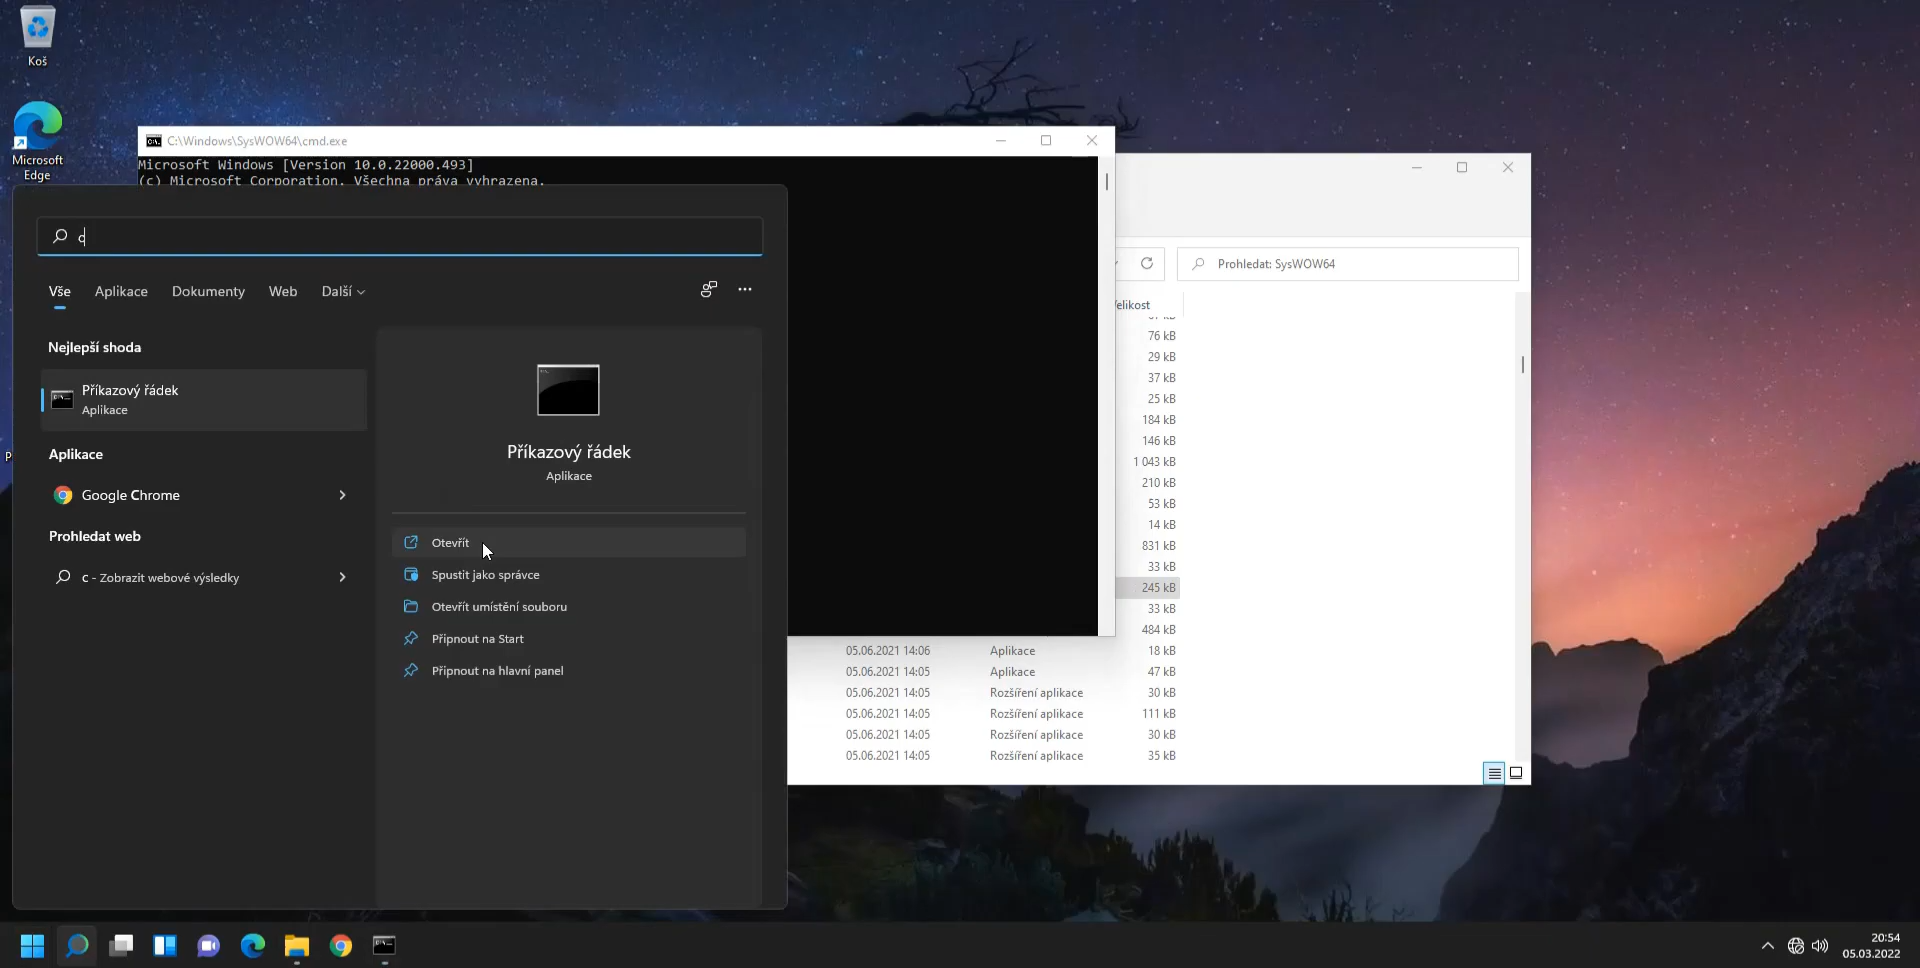 Koš
Microsoft
Edge
C:\Windows\SysWOW64\cmd.exe
Microsoft Windows [Version 10.0.22000.493]
(c) Microsoft Corporation. Všechna práva vyhrazena.
c
Vše Aplikace Dokumenty Web Další
Nejlepší shoda
Příkazový řádek
Aplikace
Aplikace
Google Chrome
Prohledat web
c - Zobrazit webové výsledky
Příkazový řádek
Aplikace
Otevřít
Spustit jako správce
Otevřít umístění souboru
Připnout na Start
Připnout na hlavní panel
Prohledat: SysWOW64
76 kB
29 kB
37 kB
25 kB
184 kB
146 kB
1 043 kB
210 kB
53 kB
14 kB
831 kB
33 kB
245 kB
33 kB
484 kB
05.06.2021 14:06 Aplikace 18 kB
05.06.2021 14:05 Aplikace 47 kB
05.06.2021 14:05 Rozšíření aplikace 30 kB
05.06.2021 14:05 Rozšíření aplikace 111 kB
05.06.2021 14:05 Rozšíření aplikace 30 kB
05.06.2021 14:05 Rozšíření aplikace 35 kB
20:54
05.03.2022